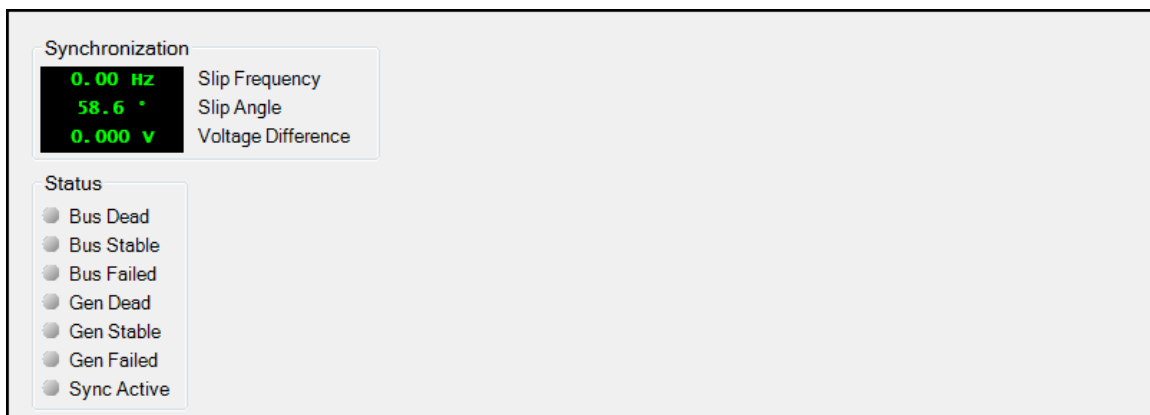 Synchronization
0.00 Hz Slip Frequency
58.6 ° Slip Angle
0.000 V Voltage Difference
Status
Bus Dead
Bus Stable
Bus Failed
Gen Dead
Gen Stable
Gen Failed
Sync Active